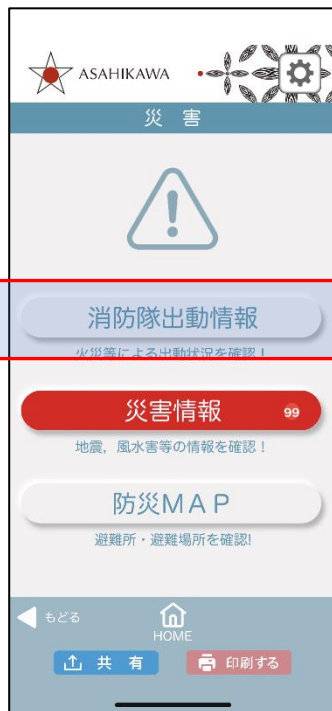 ASAHIKAWA
災 害
消防隊出動情報
火災等による出動状況を確認！
災害情報 99
地震，風水害等の情報を確認！
防災ＭＡＰ
避難所・避難場所を確認!
もどる
HOME
共 有
印刷する